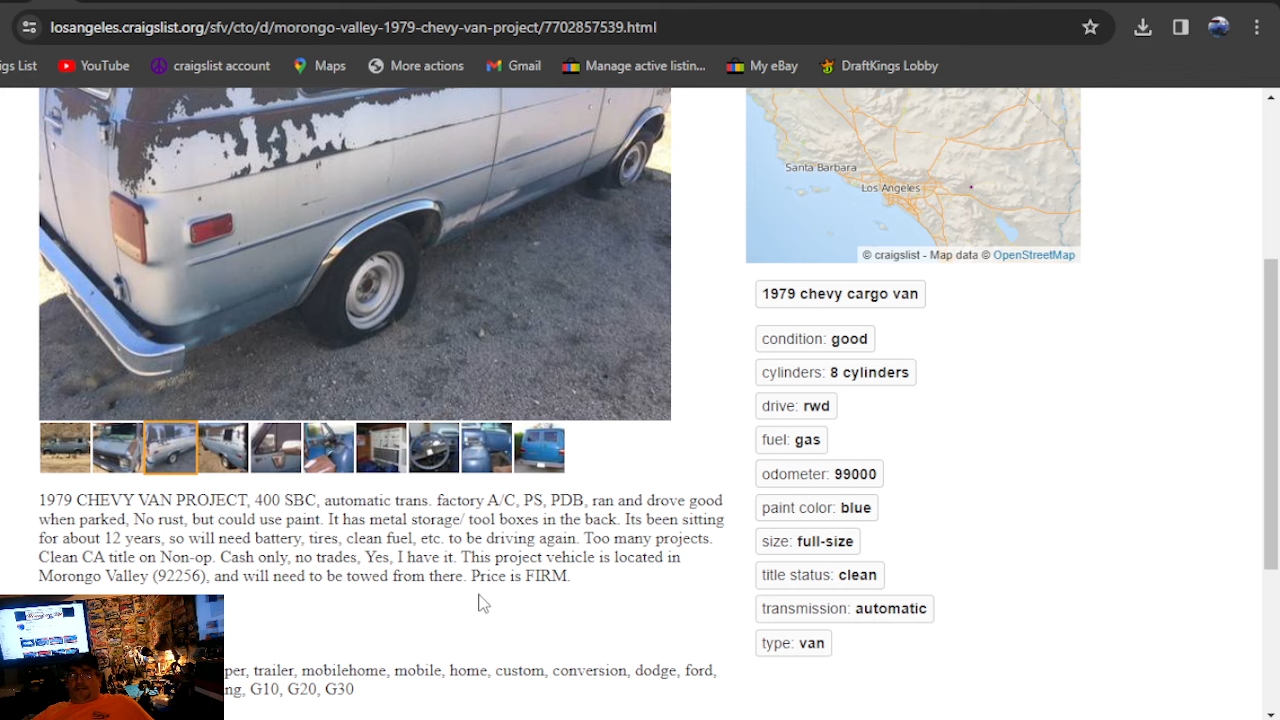 losangeles.craigslist.org/sfv/cto/d/morongo-valley-1979-chevy-van-project/7702857539.html
igs List YouTube craigslist account Maps More actions Gmail Manage active listin... My eBay DraftKings Lobby
Santa Barbara
Los Angeles
© craigslist - Map data © OpenStreetMap
1979 chevy cargo van
condition: good
cylinders: 8 cylinders
drive: rwd
fuel: gas
odometer: 99000
paint color: blue
size: full-size
title status: clean
transmission: automatic
type: van
1979 CHEVY VAN PROJECT, 400 SBC, automatic trans. factory A/C, PS, PDB, ran and drove good
when parked, No rust, but could use paint. It has metal storage/ tool boxes in the back. Its been sitting
for about 12 years, so will need battery, tires, clean fuel, etc. to be driving again. Too many projects.
Clean CA title on Non-op. Cash only, no trades, Yes, I have it. This project vehicle is located in
Morongo Valley (92256), and will need to be towed from there. Price is FIRM.
per, trailer, mobilehome, mobile, home, custom, conversion, dodge, ford,
ng, G10, G20, G30